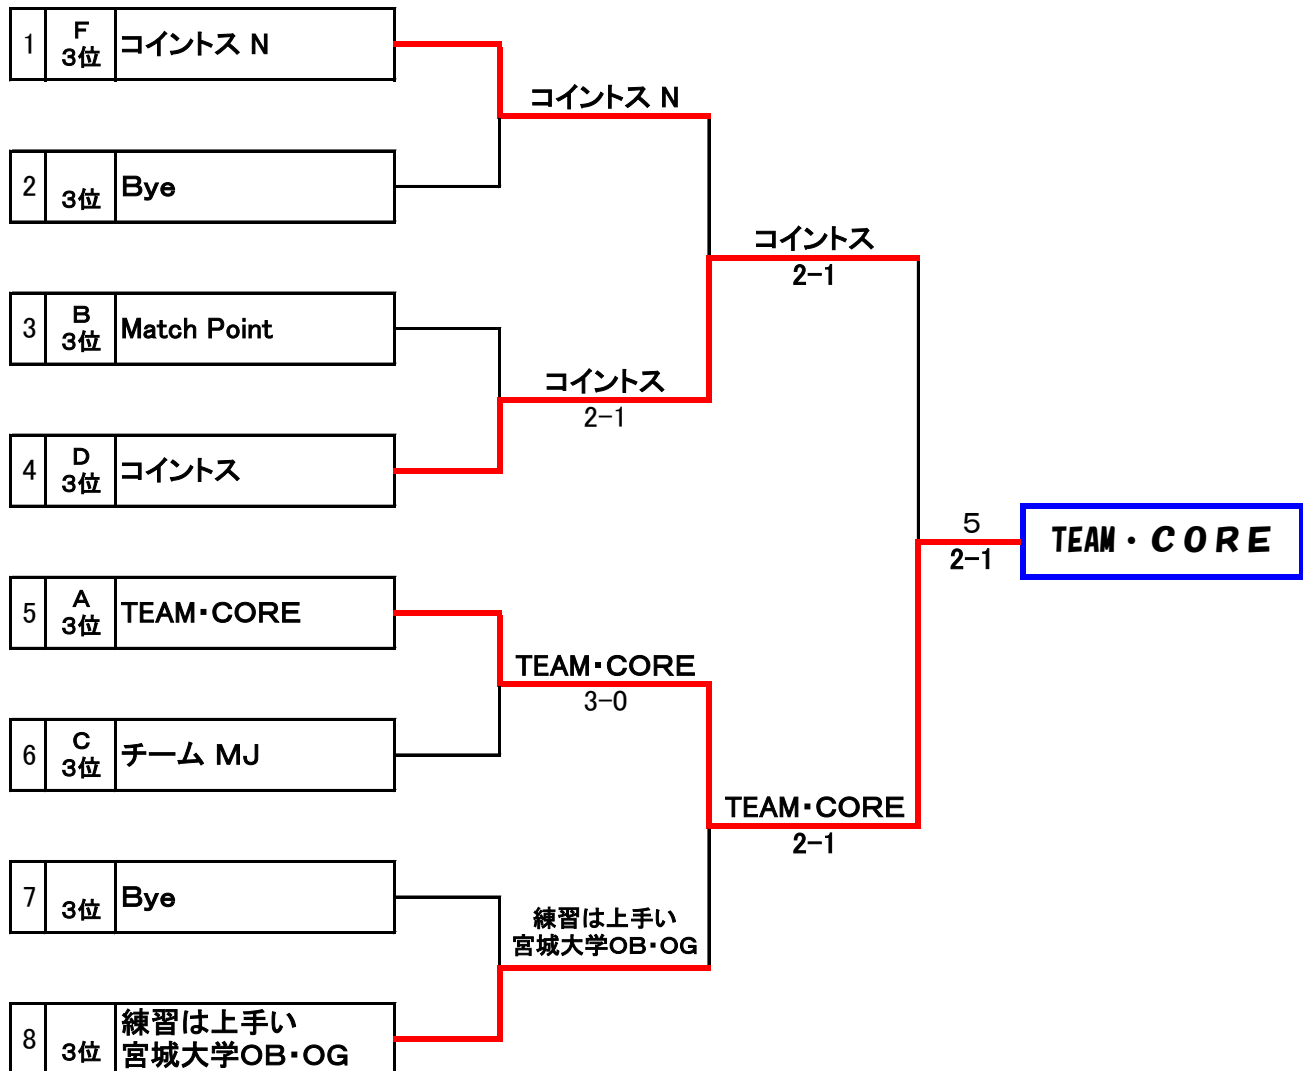 1 F 3位 コイントス N
コイントス N
2 3位 Bye
コイントス
2-1
3 B 3位 Match Point
コイントス
2-1
4 D 3位 コイントス
5
2-1
TEAM・CORE
5 A 3位 TEAM・CORE
TEAM・CORE
3-0
6 C 3位 チーム MJ
TEAM・CORE
2-1
7 3位 Bye
練習は上手い
宮城大学OB・OG
8 3位 練習は上手い
宮城大学OB・OG